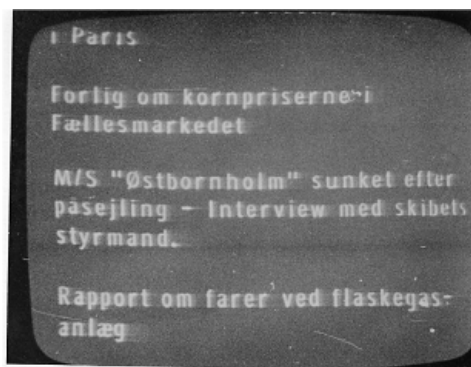 i Paris
Forlig om kornpriserne i
Fællesmarkedet
M/S "Østbornholm" sunket efter
påsejling - Interview med skibets
styrmand.
Rapport om farer ved flaskegas-
anlæg